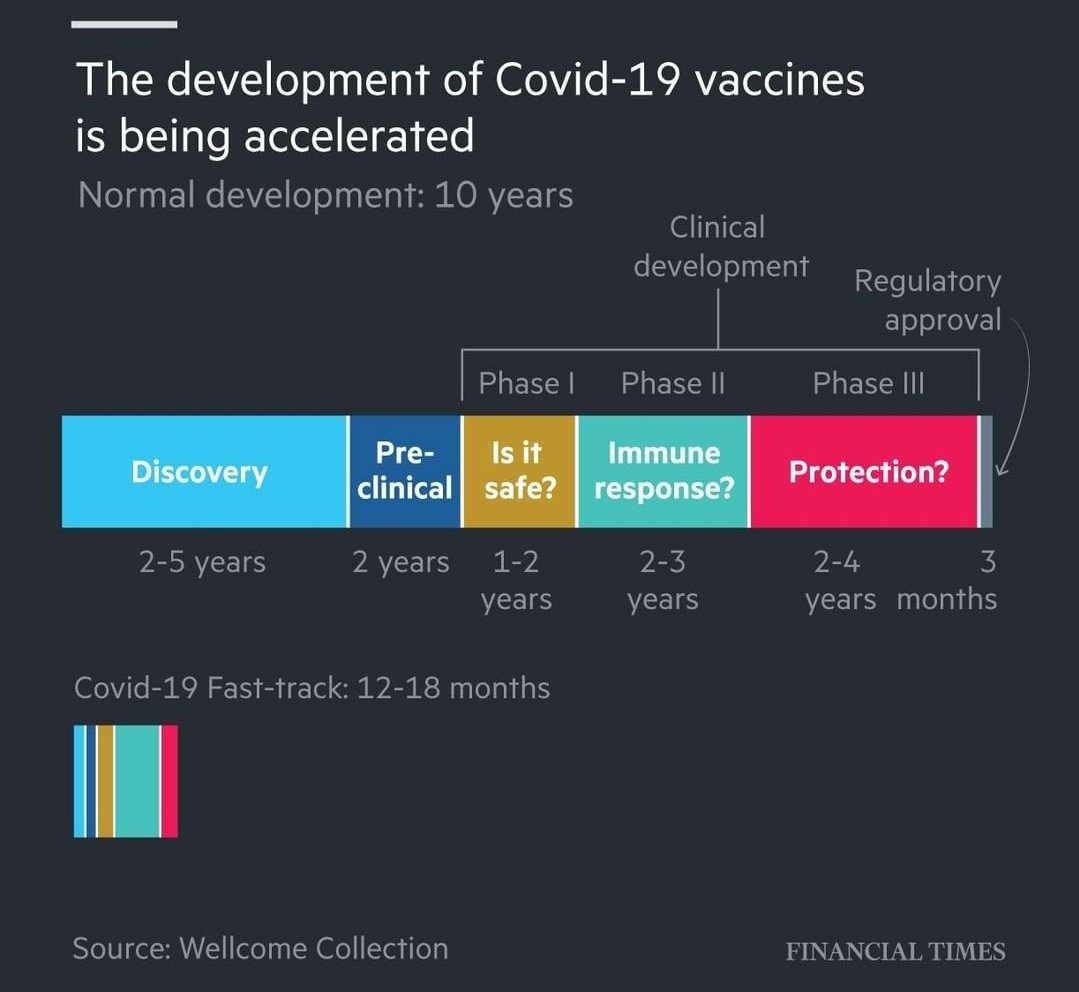 The development of Covid-19 vaccines
is being accelerated
Normal development: 10 years
Clinical
development
Regulatory
approval
Phase I
Phase II
Phase III
Discovery
Pre-
clinical
Is it
safe?
Immune
response?
Protection?
2-5 years
2 years
1-2
years
2-3
years
2-4
years
3
months
Covid-19 Fast-track: 12-18 months
Source: Wellcome Collection
FINANCIAL TIMES